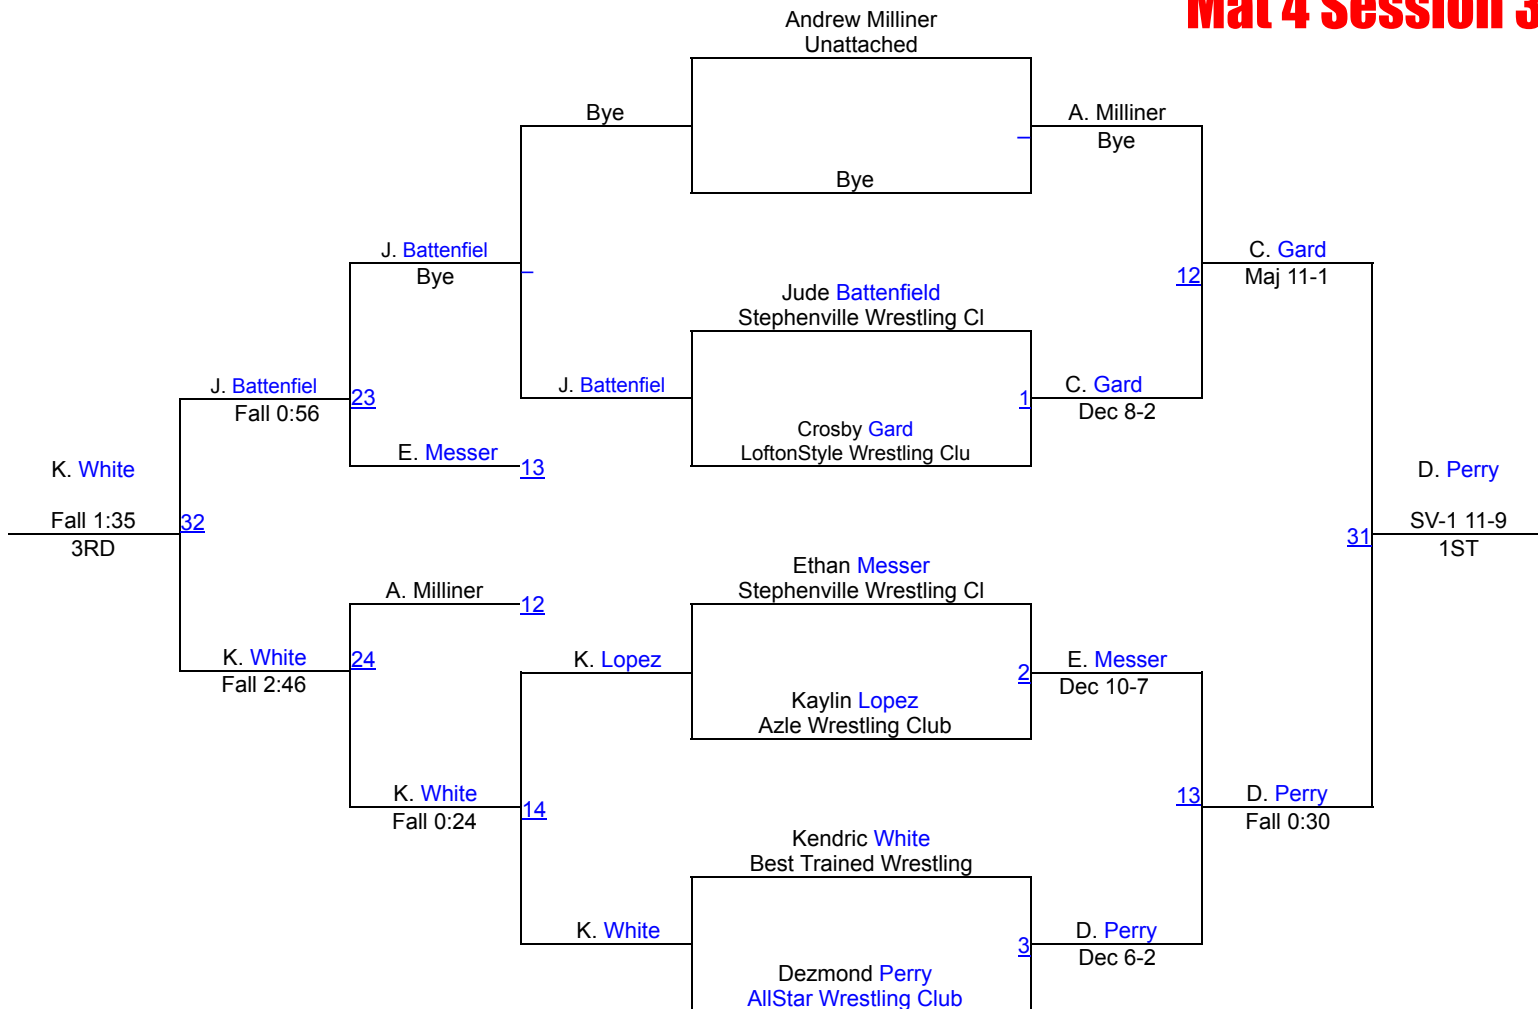 Mat 4 Session 3
Andrew Milliner
Unattached
Bye
A. Milliner
Bye
Bye
J. Battenfiel
Bye
C. Gard
Maj 11-1
12
Jude Battenfield
Stephenville Wrestling Cl
J. Battenfiel
Fall 0:56
23
J. Battenfiel
1
C. Gard
Dec 8-2
Crosby Gard
LoftonStyle Wrestling Clu
E. Messer
13
K. White
Fall 1:35
3RD
32
D. Perry
SV-1 11-9
1ST
31
Ethan Messer
Stephenville Wrestling Cl
A. Milliner
12
K. White
Fall 2:46
24
K. Lopez
2
E. Messer
Dec 10-7
Kaylin Lopez
Azle Wrestling Club
K. White
Fall 0:24
14
13
D. Perry
Fall 0:30
Kendric White
Best Trained Wrestling
K. White
3
D. Perry
Dec 6-2
Dezmond Perry
AllStar Wrestling Club